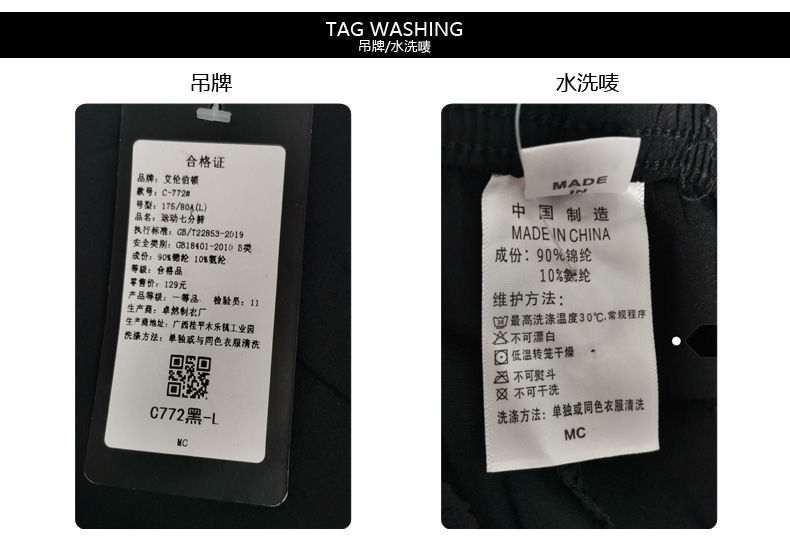 TAG WASHING
吊牌/水洗唛
吊牌
合格证
品牌：艾伦伯顿
款号：C-772#
号型：175/80A(L)
品名：运动七分裤
执行标准：GB/T22853-2019
安全类别：GB18401-2010 B类
成份：90%锦纶 10%氨纶
等级：合格品
零售价：129元
产品等级：一等品 检验员：11
生产商：卓然制衣厂
生产商地址：广西桂平木乐镇工业园
洗涤方法：单独或与同色衣服清洗
C772黑-L
MC
水洗唛
MADE
IN
中国制造
MADE IN CHINA
成份：90%锦纶
10%氨纶
维护方法：
30 最高洗涤温度30℃,常规程序
不可漂白
低温转笼干燥
不可熨斗
不可干洗
洗涤方法：单独或同色衣服清洗
MC